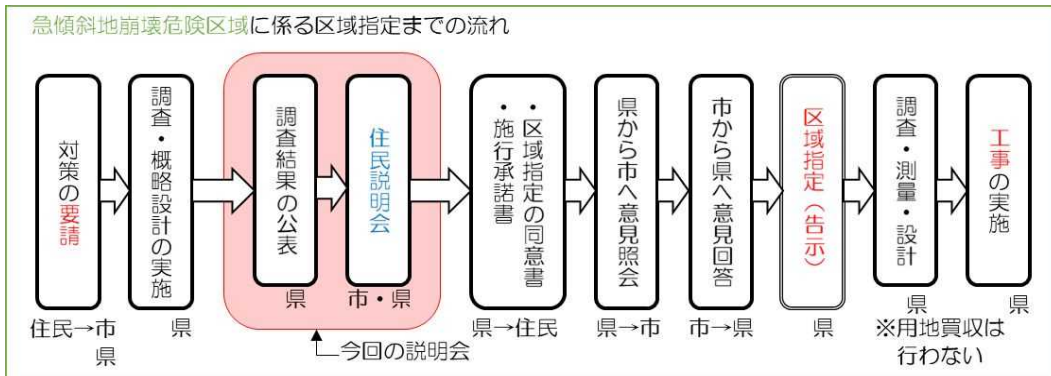 急傾斜地崩壊危険区域に係る区域指定までの流れ
対策の要請
調査・概略設計の実施
調査結果の公表
住民説明会
・区域指定の同意書
・施行承諾書
県から市へ意見照会
市から県へ意見回答
区域指定（告示）
調査・測量・設計
工事の実施
住民→市
県
県
県
市・県
県→住民
県→市
市→県
県
県
県
今回の説明会
※用地買収は
行わない